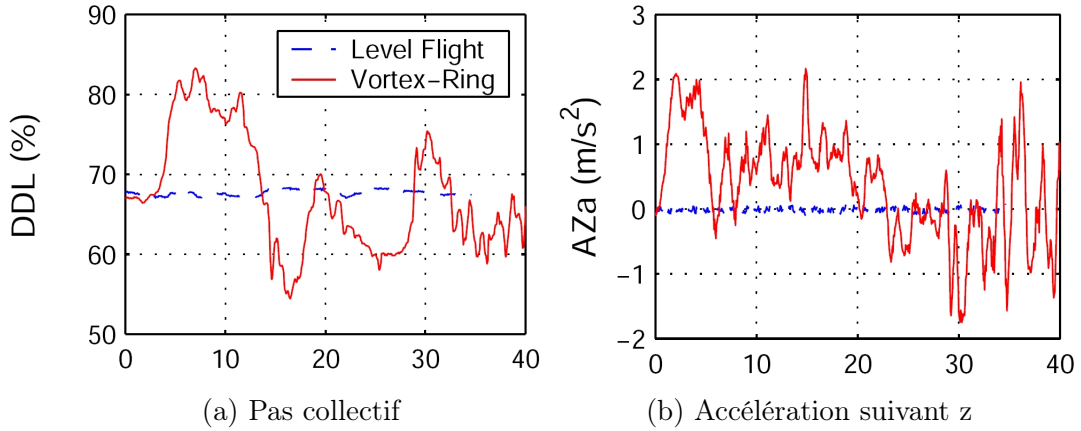 90
80
70
60
50
DDL (%)
Level Flight
Vortex-Ring
0 10 20 30 40
(a) Pas collectif
3
2
1
0
−1
−2
AZa (m/s²)
0 10 20 30 40
(b) Accélération suivant z